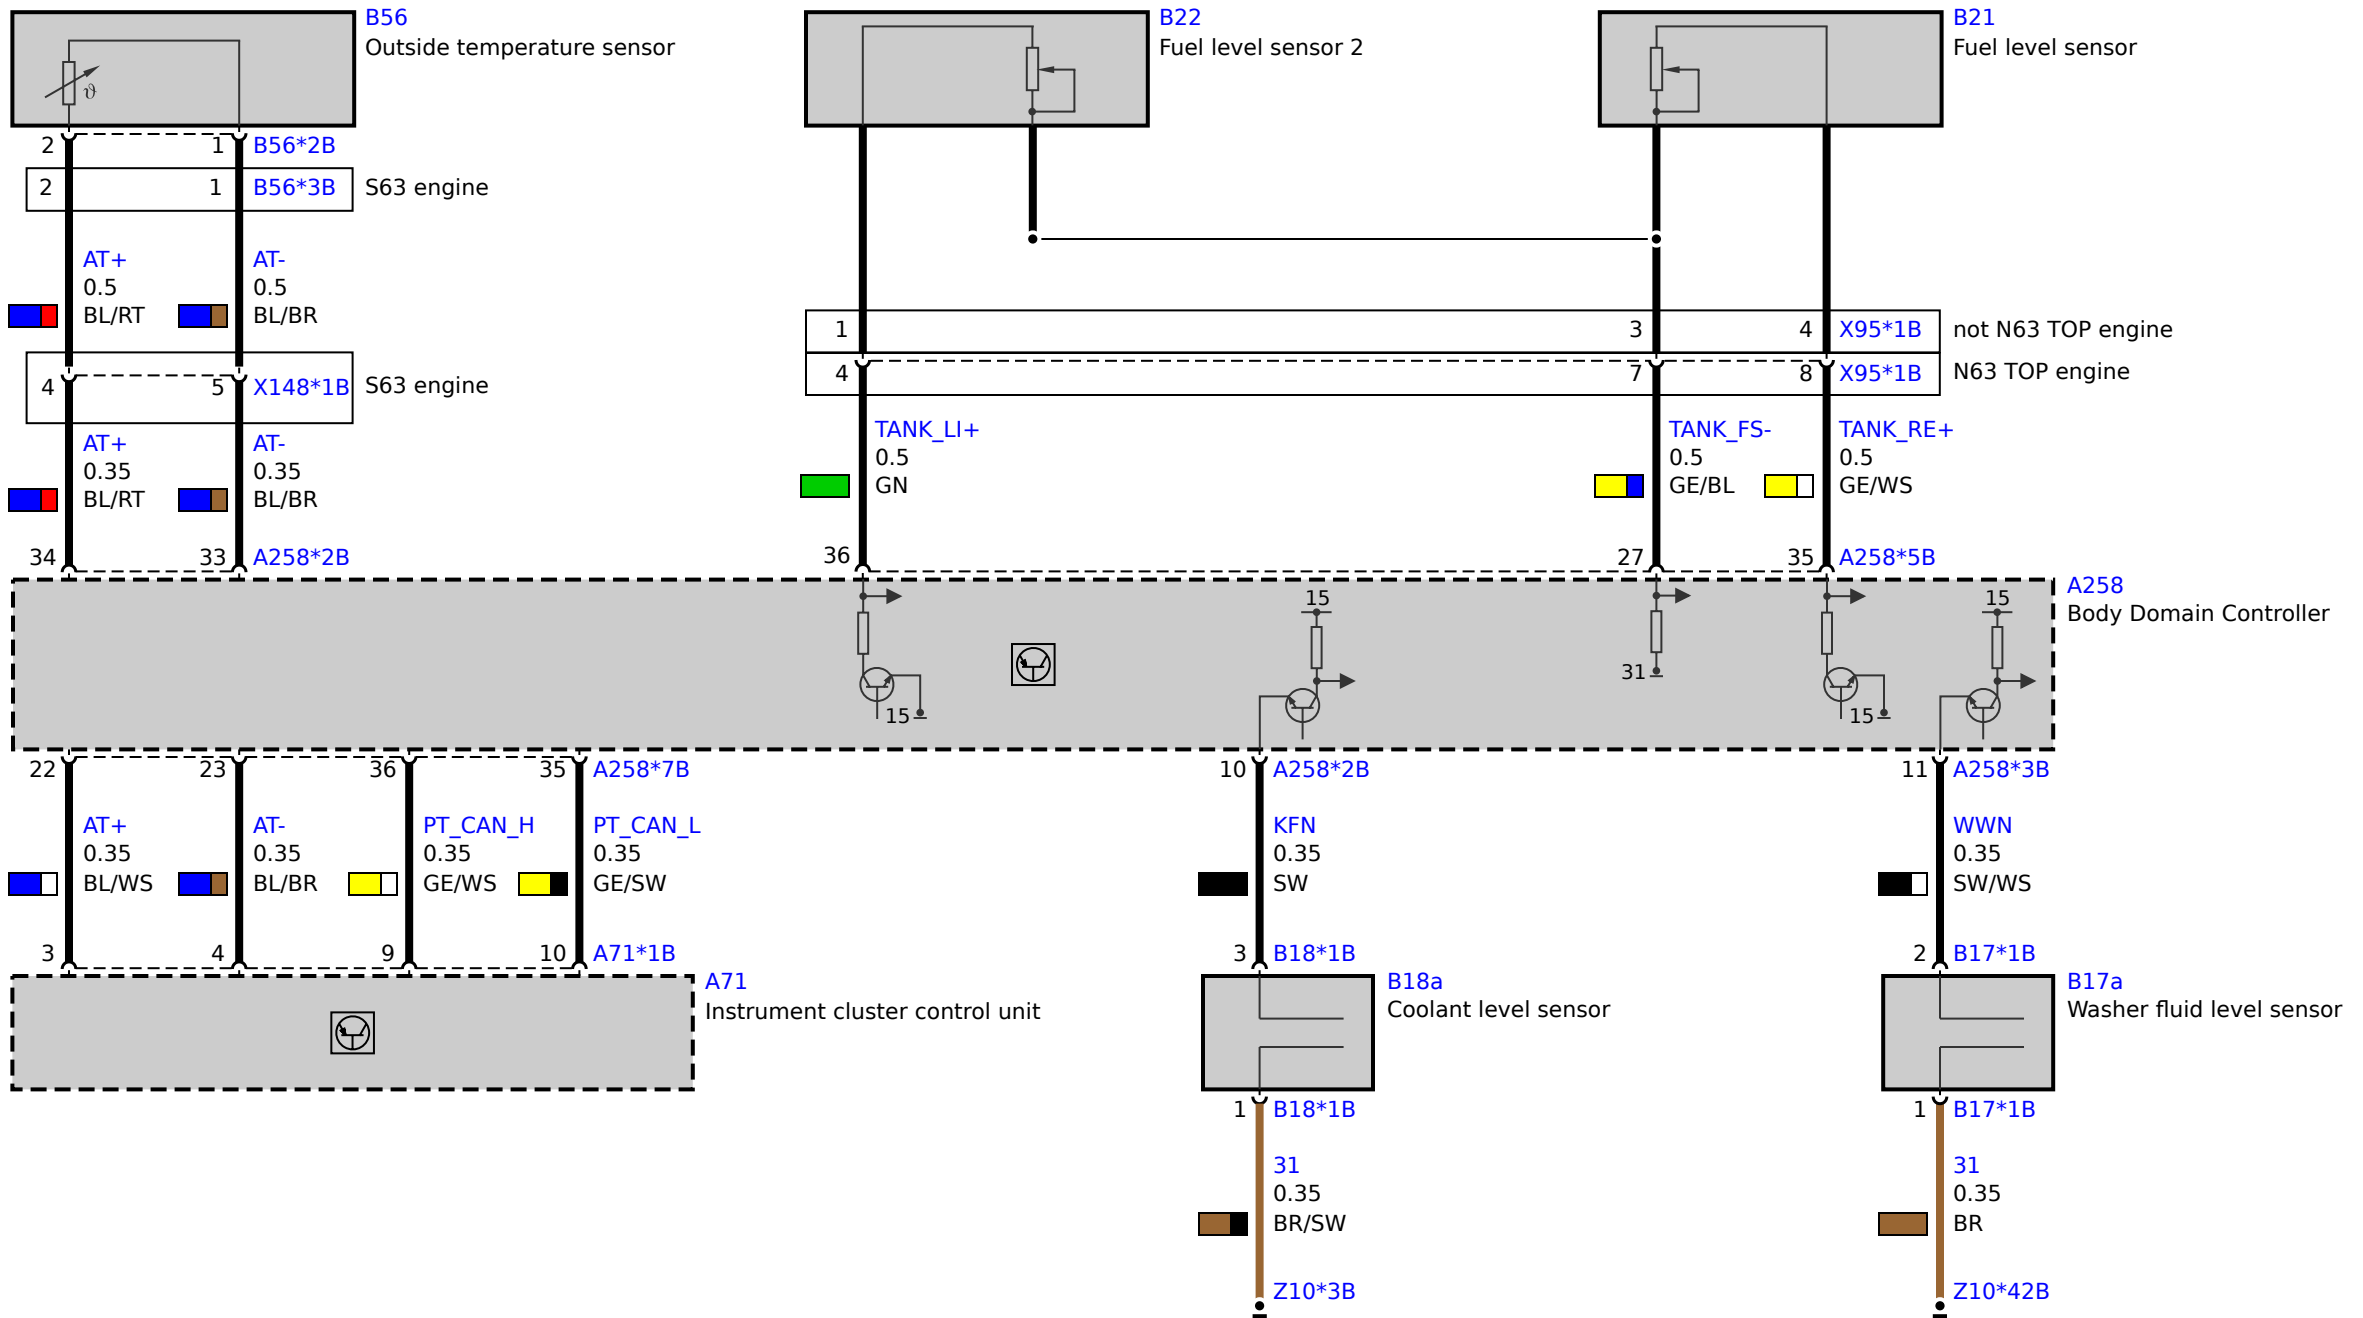 B56
Outside temperature sensor
B22
Fuel level sensor 2
B21
Fuel level sensor
ϑ
2 1 B56*2B
2 1 B56*3B S63 engine
AT+ AT-
0.5 0.5
BL/RT BL/BR
1 3 4 X95*1B not N63 TOP engine
4 7 8 X95*1B N63 TOP engine
4 5 X148*1B S63 engine
AT+ AT- TANK_LI+ TANK_FS- TANK_RE+
0.35 0.35 0.5 0.5 0.5
BL/RT BL/BR GN GE/BL GE/WS
34 33 A258*2B 36 27 35 A258*5B
A258
Body Domain Controller
15 15
31
15 15
22 23 36 35 A258*7B 10 A258*2B 11 A258*3B
AT+ AT- PT_CAN_H PT_CAN_L KFN WWN
0.35 0.35 0.35 0.35 0.35 0.35
BL/WS BL/BR GE/WS GE/SW SW SW/WS
3 4 9 10 A71*1B 3 B18*1B 2 B17*1B
A71
Instrument cluster control unit
B18a
Coolant level sensor
B17a
Washer fluid level sensor
1 B18*1B 1 B17*1B
31 31
0.35 0.35
BR/SW BR
Z10*3B Z10*42B